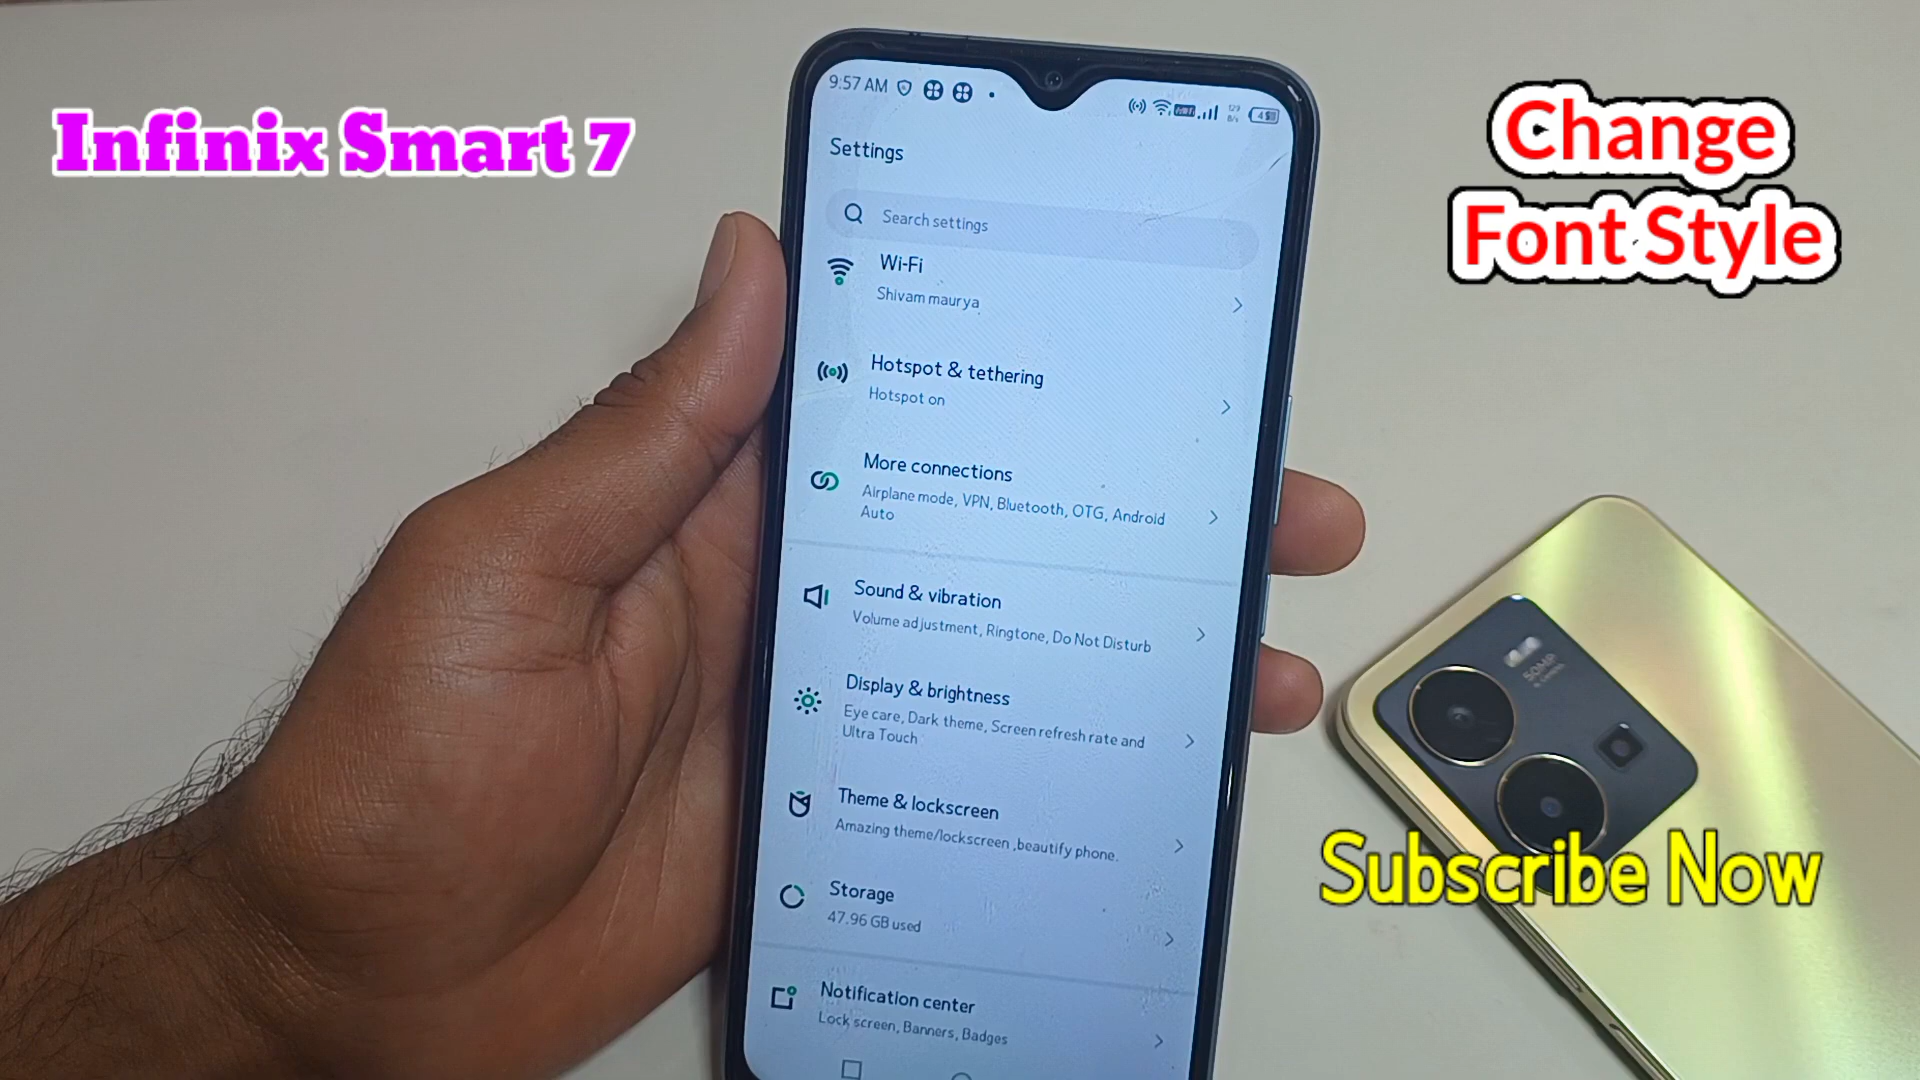 Infinix Smart 7
Change
Font Style
9:57 AM
Settings
Search settings
Wi-Fi
Shivam maurya
Hotspot & tethering
Hotspot on
More connections
Airplane mode, VPN, Bluetooth, OTG, Android
Auto
Sound & vibration
Volume adjustment, Ringtone, Do Not Disturb
Display & brightness
Eye care, Dark theme, Screen refresh rate and
Ultra Touch
Theme & lockscreen
Amazing theme/lockscreen ,beautify phone.
Storage
47.96 GB used
Notification center
Lock screen, Banners, Badges
50MP
Subscribe Now